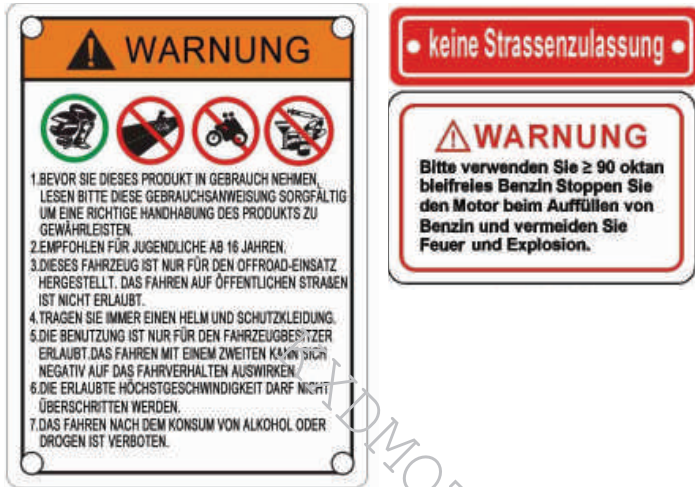 WARNUNG
1.BEVOR SIE DIESES PRODUKT IN GEBRAUCH NEHMEN,
LESEN BITTE DIESE GEBRAUCHSANWEISUNG SORGFÄLTIG
UM EINE RICHTIGE HANDHABUNG DES PRODUKTS ZU
GEWÄHRLEISTEN.
2.EMPFOHLEN FÜR JUGENDLICHE AB 16 JAHREN.
3.DIESES FAHRZEUG IST NUR FÜR DEN OFFROAD-EINSATZ
HERGESTELLT. DAS FAHREN AUF ÖFFENTLICHEN STRAßEN
IST NICHT ERLAUBT.
4.TRAGEN SIE IMMER EINEN HELM UND SCHUTZKLEIDUNG.
5.DIE BENUTZUNG IST NUR FÜR DEN FAHRZEUGBESITZER
ERLAUBT.DAS FAHREN MIT EINEM ZWEITEN KANN SICH
NEGATIV AUF DAS FAHRVERHALTEN AUSWIRKEN.
6.DIE ERLAUBTE HÖCHSTGESCHWINDIGKEIT DARF NICHT
ÜBERSCHRITTEN WERDEN.
7.DAS FAHREN NACH DEM KONSUM VON ALKOHOL ODER
DROGEN IST VERBOTEN.
keine Strassenzulassung
WARNUNG
Bitte verwenden Sie ≥ 90 oktan
bleifreies Benzin Stoppen Sie
den Motor beim Auffüllen von
Benzin und vermeiden Sie
Feuer und Explosion.